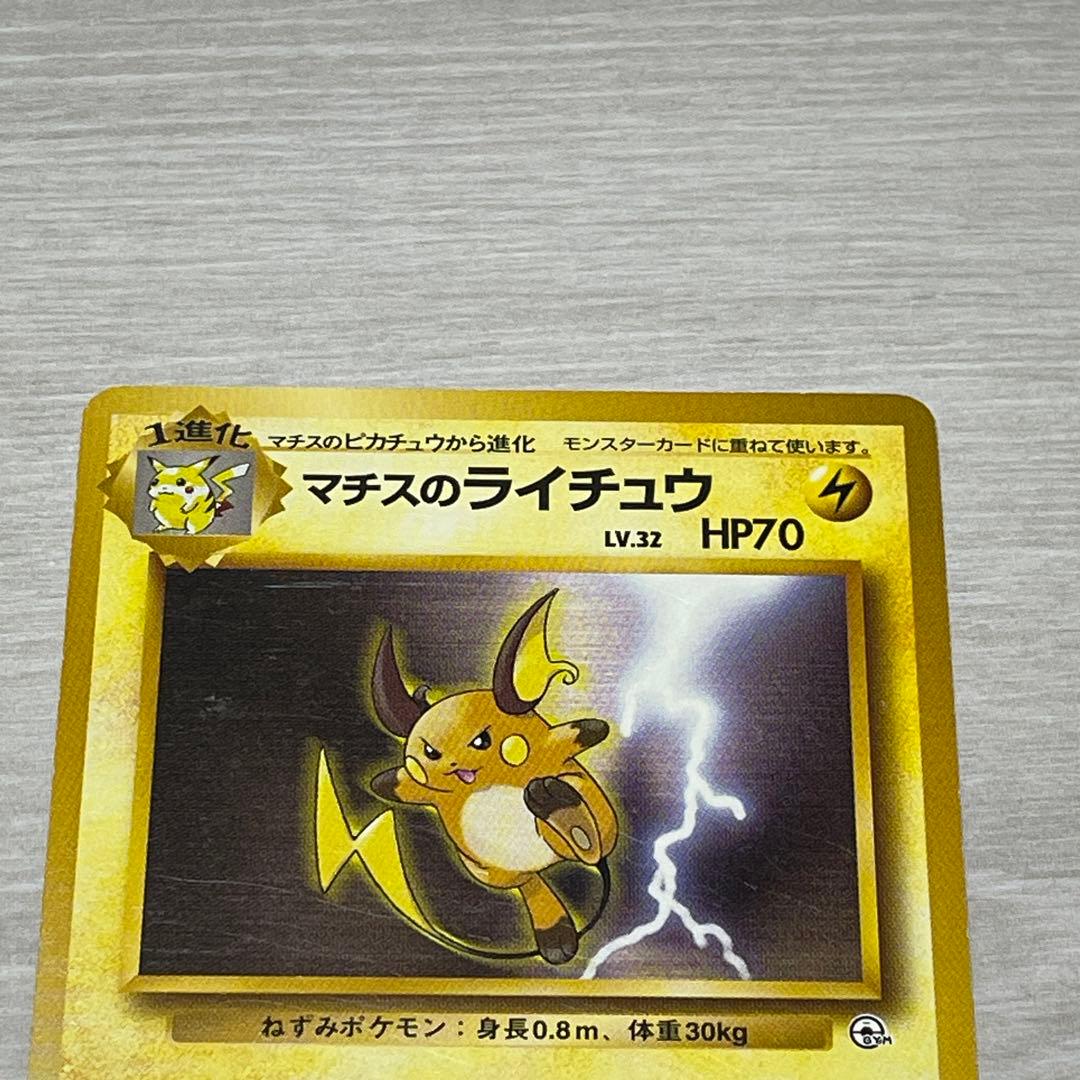 1進化 マチスのピカチュウから進化 モンスターカードに重ねて使います。
マチスのライチュウ
LV.32 HP70
ねずみポケモン：身長0.8m、体重30kg
GYM